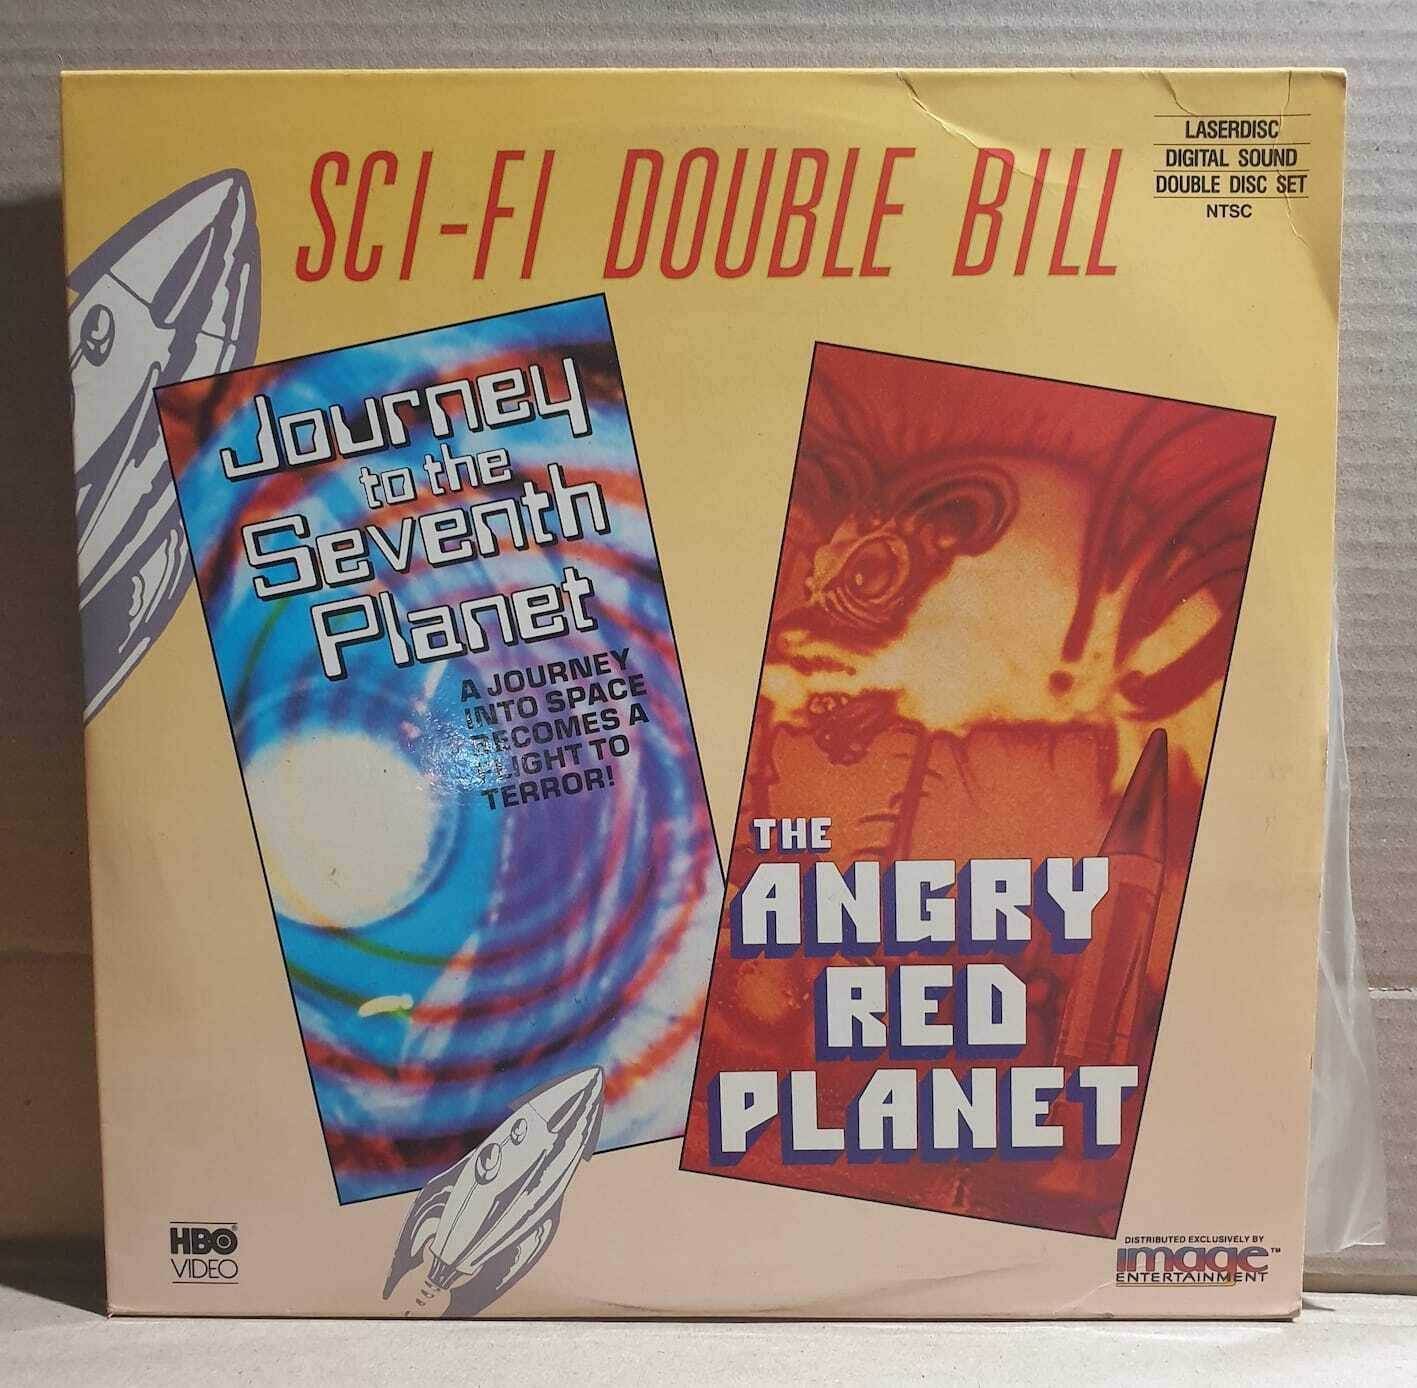 LASERDISC
DIGITAL SOUND
DOUBLE DISC SET
NTSC
SCI-FI DOUBLE BILL
Journey
to the
Seventh
Planet
A JOURNEY
INTO SPACE
BECOMES A
FLIGHT TO
TERROR!
THE
ANGRY
RED
PLANET
HBO®
VIDEO
DISTRIBUTED EXCLUSIVELY BY
image™
ENTERTAINMENT